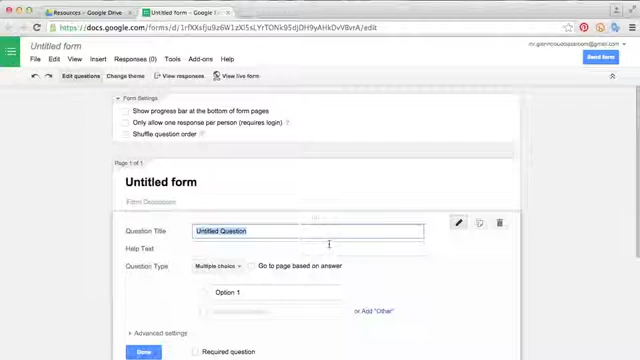 Resources - Google Drive
Untitled form - Google
https://docs.google.com/forms/d/
/edit
Untitled form
File Edit View Insert Responses (0) Tools Add-ons Help
Send form
Edit questions Change theme View responses View live form
Form Settings
Show progress bar at the bottom of form pages
Only allow one response per person (requires login) ?
Shuffle question order ?
Page 1 of 1
Untitled form
Form Description
Question Title Untitled Question
Help Text
Question Type Multiple choice Go to page based on answer
Option 1
or Add "Other"
Advanced settings
Done Required question